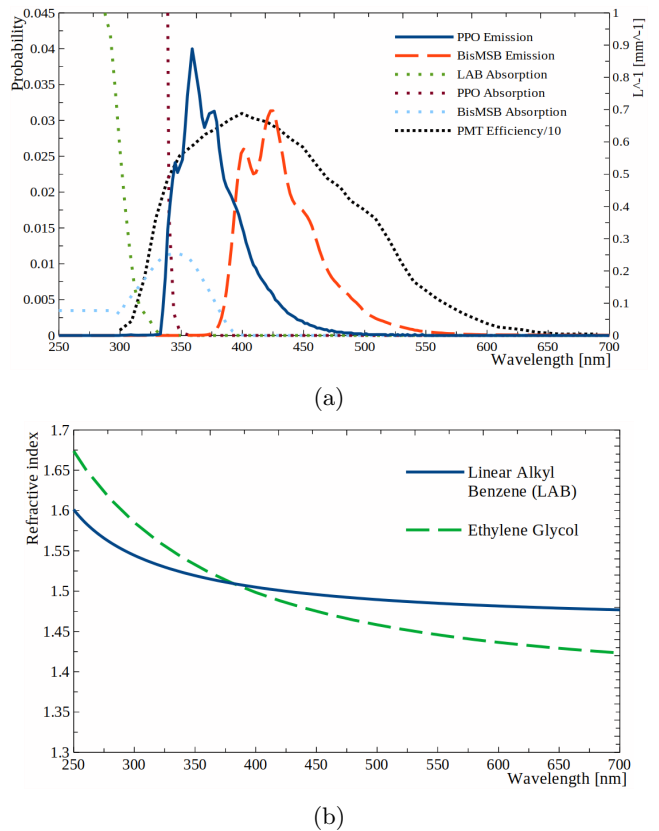 0.045
0.04
0.035
0.03
0.025
0.02
0.015
0.01
0.005
0
Probability
1
0.9
0.8
0.7
0.6
0.5
0.4
0.3
0.2
0.1
0
L^-1 [mm^-1]
PPO Emission
BisMSB Emission
LAB Absorption
PPO Absorption
BisMSB Absorption
PMT Efficiency/10
250 300 350 400 450 500 550 600 650 700
Wavelength [nm]
(a)
1.7
1.65
1.6
1.55
1.5
1.45
1.4
1.35
1.3
Refractive index
Linear Alkyl
Benzene (LAB)
Ethylene Glycol
250 300 350 400 450 500 550 600 650 700
Wavelength [nm]
(b)